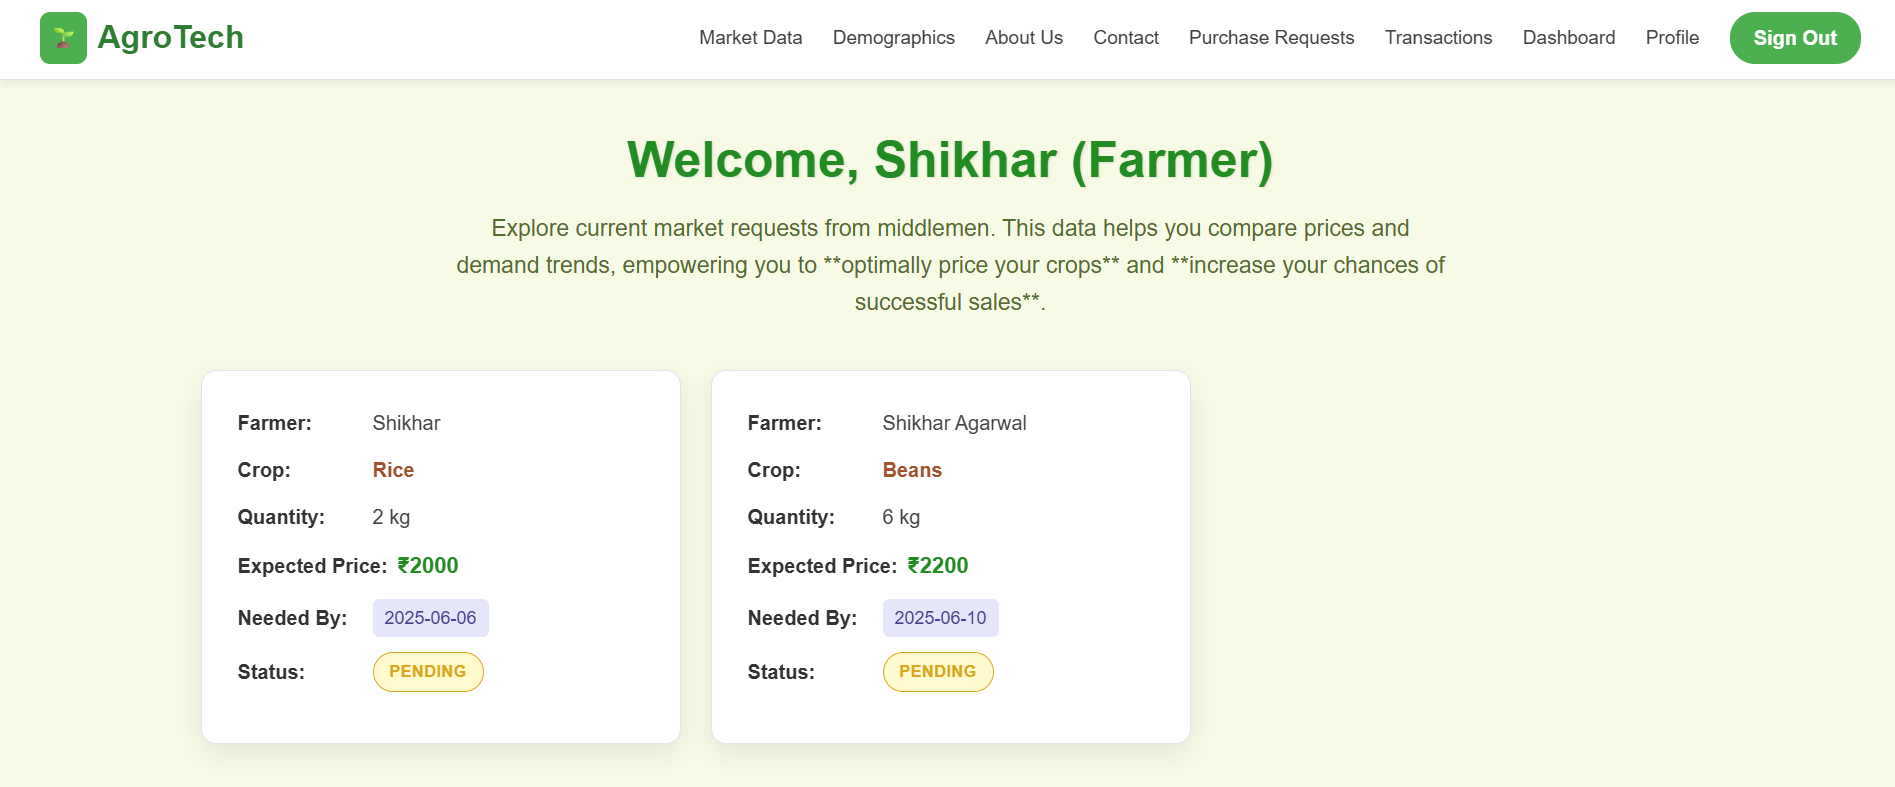 AgroTech
Market Data Demographics About Us Contact Purchase Requests Transactions Dashboard Profile Sign Out
Welcome, Shikhar (Farmer)
Explore current market requests from middlemen. This data helps you compare prices and
demand trends, empowering you to **optimally price your crops** and **increase your chances of
successful sales**.
Farmer: Shikhar
Crop: Rice
Quantity: 2 kg
Expected Price: ₹2000
Needed By: 2025-06-06
Status: PENDING
Farmer: Shikhar Agarwal
Crop: Beans
Quantity: 6 kg
Expected Price: ₹2200
Needed By: 2025-06-10
Status: PENDING